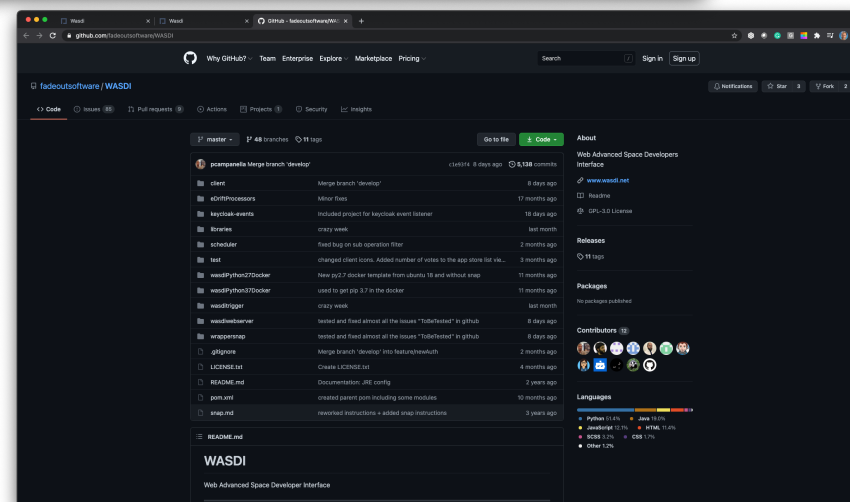 Wasdi
Wasdi
GitHub - fadeoutsoftware/WAS
github.com/fadeoutsoftware/WASDI
Why GitHub? Team Enterprise Explore Marketplace Pricing Search / Sign in Sign up
fadeoutsoftware / WASDI Notifications Star 3 Fork 2
<> Code Issues 85 Pull requests 9 Actions Projects 1 Security Insights
master 48 branches 11 tags Go to file Code
pcampanella Merge branch 'develop' 8 days ago 5,138 commits
client Merge branch 'develop' 8 days ago
eDriftProcessors Minor fixes 17 months ago
keycloak-events Included project for keycloak event listener 18 days ago
libraries crazy week last month
scheduler fixed bug on sub operation filter 2 months ago
test changed client icons. Added number of votes to the app store list vie... 3 months ago
wasdiPython27Docker New py2.7 docker template from ubuntu 18 and without snap 11 months ago
wasdiPython37Docker used to get pip 3.7 in the docker 11 months ago
wasditrigger crazy week last month
wasdiwebserver tested and fixed almost all the issues "ToBeTested" in github 8 days ago
wrappersnap tested and fixed almost all the issues "ToBeTested" in github 8 days ago
.gitignore Merge branch 'develop' into feature/newAuth 2 months ago
LICENSE.txt Create LICENSE.txt 4 months ago
README.md Documentation: JRE config 2 years ago
pom.xml created parent pom including some modules 10 months ago
snap.md reworked instructions + added snap instructions 3 years ago
README.md
WASDI
Web Advanced Space Developer Interface
About
Web Advanced Space Developers
Interface
www.wasdi.net
Readme
GPL-3.0 License
Releases
11 tags
Packages
No packages published
Contributors 12
Languages
Python 51.4% Java 19.0%
JavaScript 12.1% HTML 11.4%
SCSS 3.2% CSS 1.7%
Other 1.2%